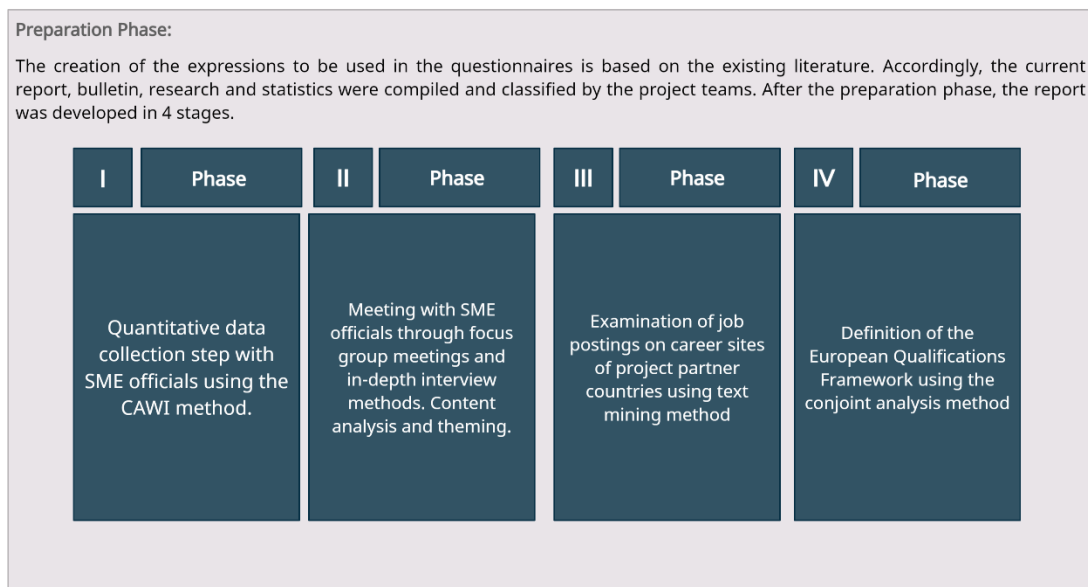 Preparation Phase:
The creation of the expressions to be used in the questionnaires is based on the existing literature. Accordingly, the current
report, bulletin, research and statistics were compiled and classified by the project teams. After the preparation phase, the report
was developed in 4 stages.
I Phase
II Phase
III Phase
IV Phase
Quantitative data
collection step with
SME officials using the
CAWI method.
Meeting with SME
officials through focus
group meetings and
in-depth interview
methods. Content
analysis and theming.
Examination of job
postings on career sites
of project partner
countries using text
mining method
Definition of the
European Qualifications
Framework using the
conjoint analysis method